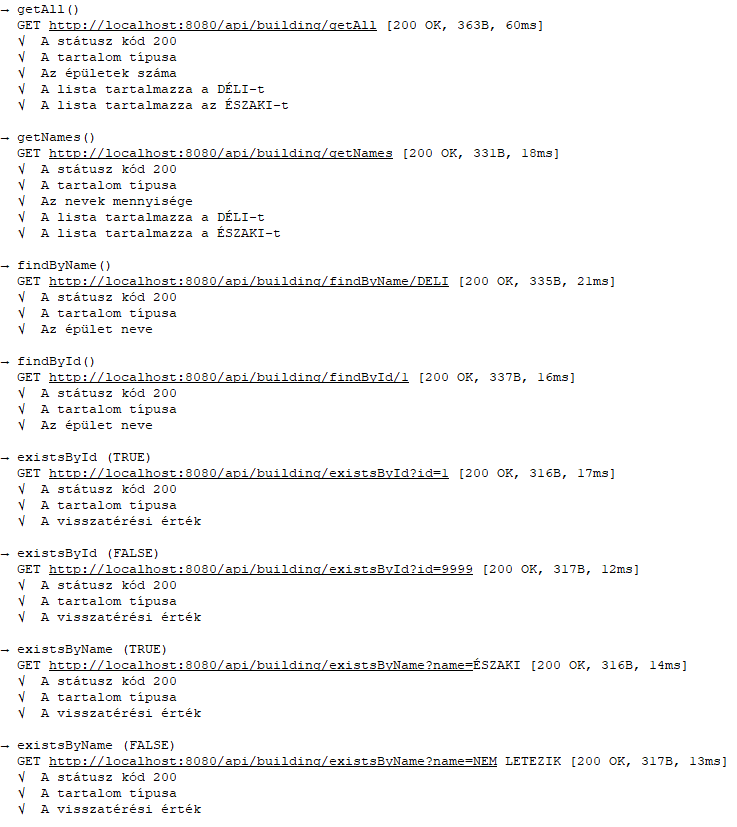 → getAll()
GET http://localhost:8080/api/building/getAll [200 OK, 363B, 60ms]
√ A státusz kód 200
√ A tartalom típusa
√ Az épületek száma
√ A lista tartalmazza a DÉLI-t
√ A lista tartalmazza az ÉSZAKI-t
→ getNames()
GET http://localhost:8080/api/building/getNames [200 OK, 331B, 18ms]
√ A státusz kód 200
√ A tartalom típusa
√ Az nevek mennyisége
√ A lista tartalmazza a DÉLI-t
√ A lista tartalmazza a ÉSZAKI-t
→ findByName()
GET http://localhost:8080/api/building/findByName/DELI [200 OK, 335B, 21ms]
√ A státusz kód 200
√ A tartalom típusa
√ Az épület neve
→ findById()
GET http://localhost:8080/api/building/findById/1 [200 OK, 337B, 16ms]
√ A státusz kód 200
√ A tartalom típusa
√ Az épület neve
→ existsById (TRUE)
GET http://localhost:8080/api/building/existsById?id=1 [200 OK, 316B, 17ms]
√ A státusz kód 200
√ A tartalom típusa
√ A visszatérési érték
→ existsById (FALSE)
GET http://localhost:8080/api/building/existsById?id=9999 [200 OK, 317B, 12ms]
√ A státusz kód 200
√ A tartalom típusa
√ A visszatérési érték
→ existsByName (TRUE)
GET http://localhost:8080/api/building/existsByName?name=ÉSZAKI [200 OK, 316B, 14ms]
√ A státusz kód 200
√ A tartalom típusa
√ A visszatérési érték
→ existsByName (FALSE)
GET http://localhost:8080/api/building/existsByName?name=NEM LETEZIK [200 OK, 317B, 13ms]
√ A státusz kód 200
√ A tartalom típusa
√ A visszatérési érték